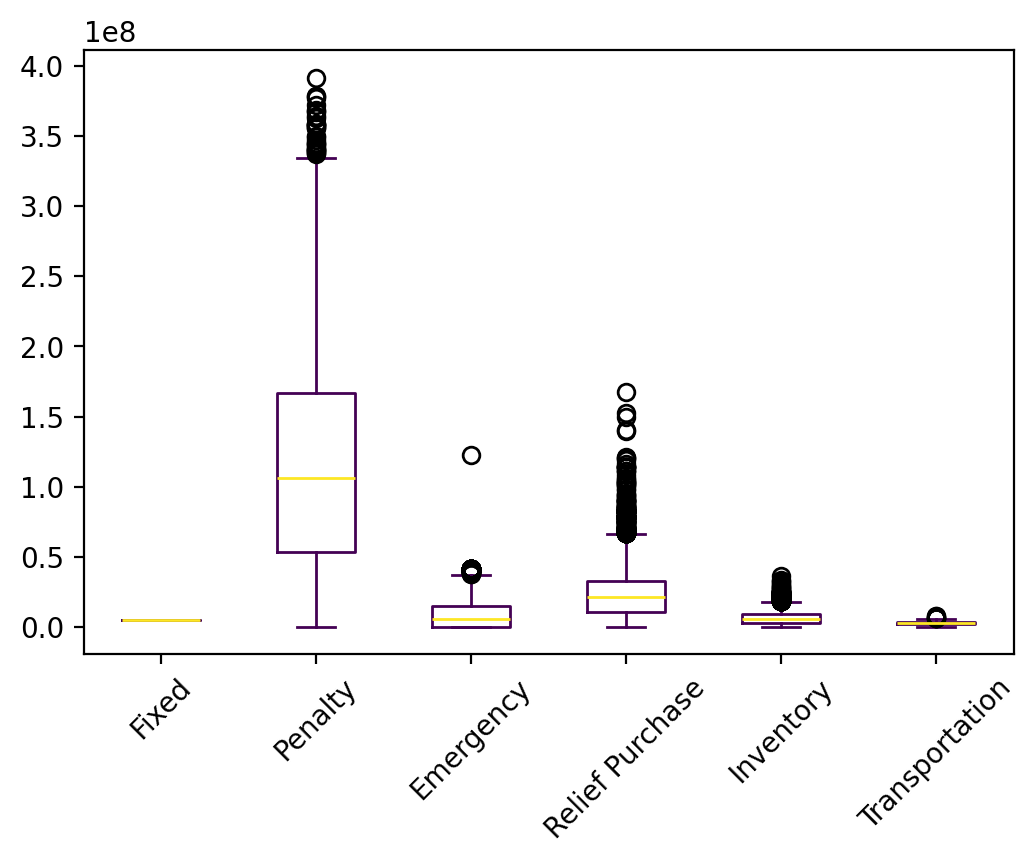 1e8
4.0
3.5
3.0
2.5
2.0
1.5
1.0
0.5
0.0
Fixed
Penalty
Emergency
Relief Purchase
Inventory
Transportation